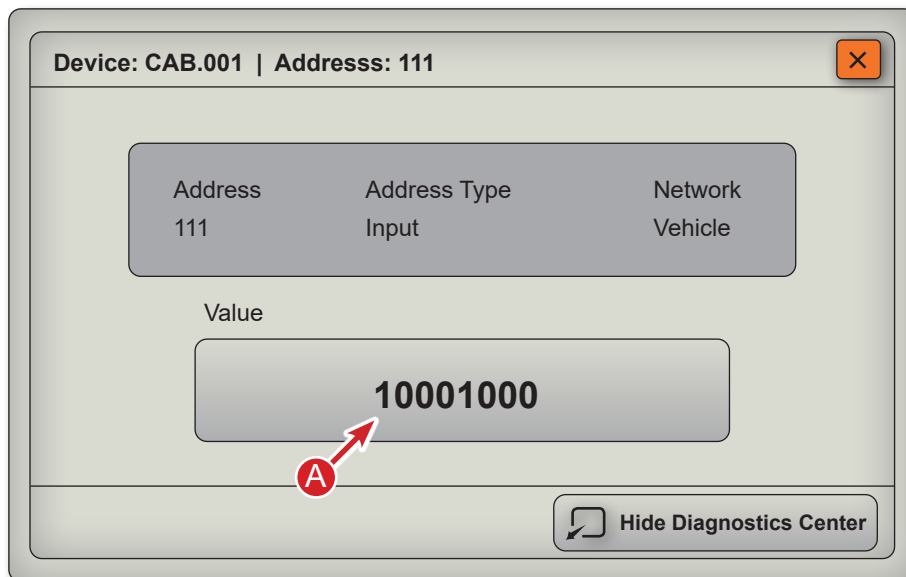 Device: CAB.001 | Addresss: 111
×
Address Address Type Network
111 Input Vehicle
Value
10001000
A
Hide Diagnostics Center